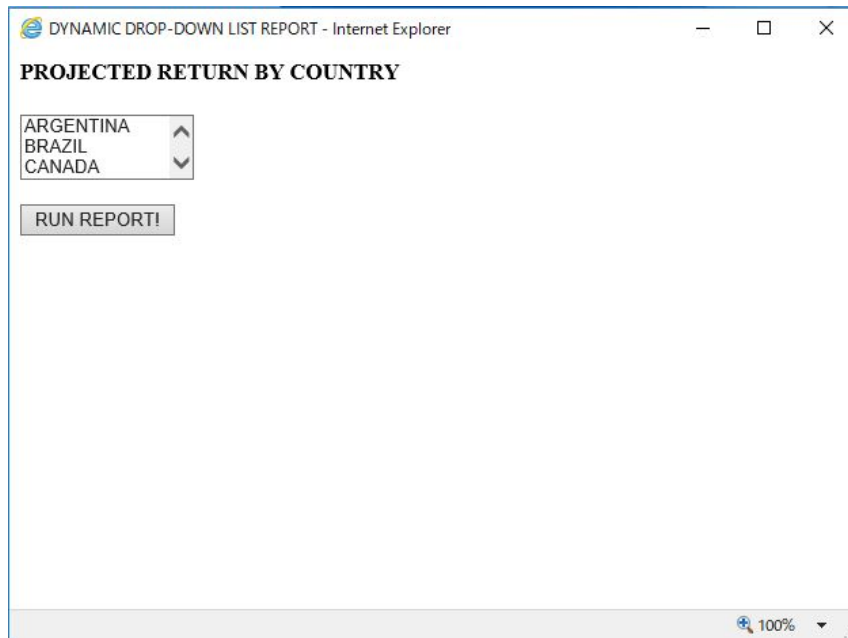 DYNAMIC DROP-DOWN LIST REPORT - Internet Explorer
PROJECTED RETURN BY COUNTRY
ARGENTINA
BRAZIL
CANADA
RUN REPORT!
100%